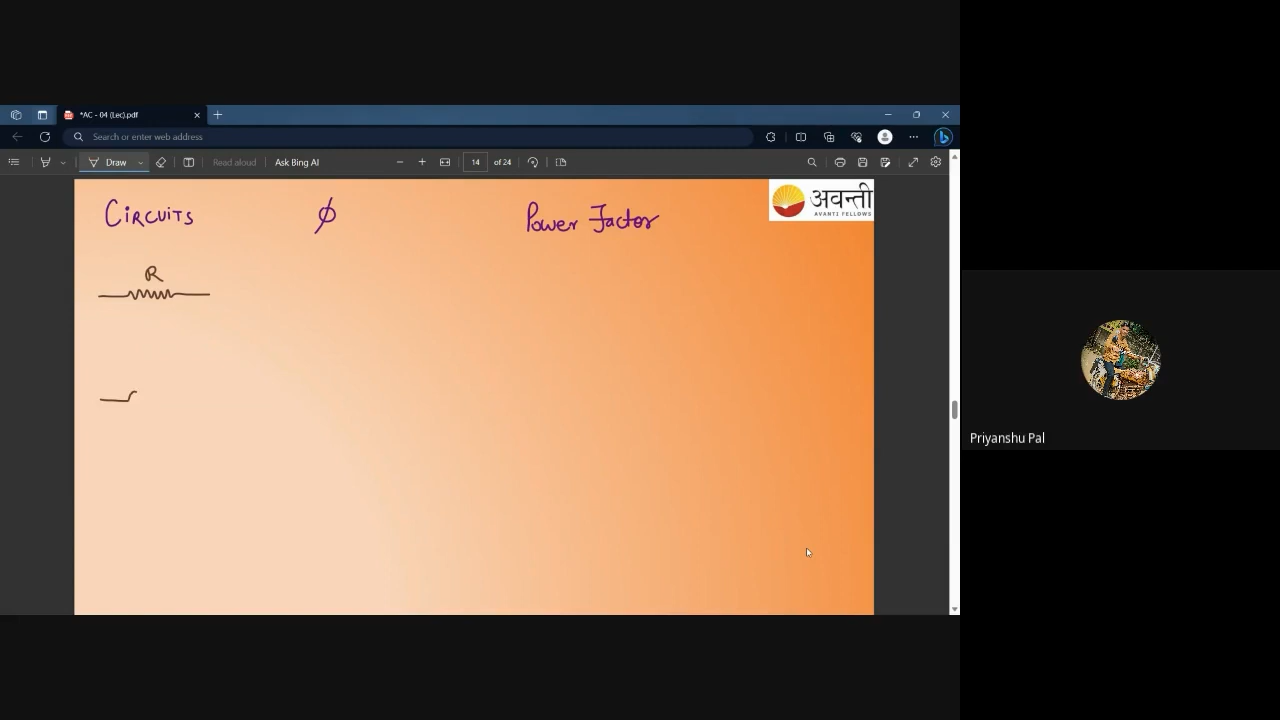 *AC - 04 (Lec).pdf
Search or enter web address
Draw
Read aloud
Ask Bing AI
14 of 24
अवन्ती
AVANTI FELLOWS
Circuits ϕ Power Factor
R
Priyanshu Pal